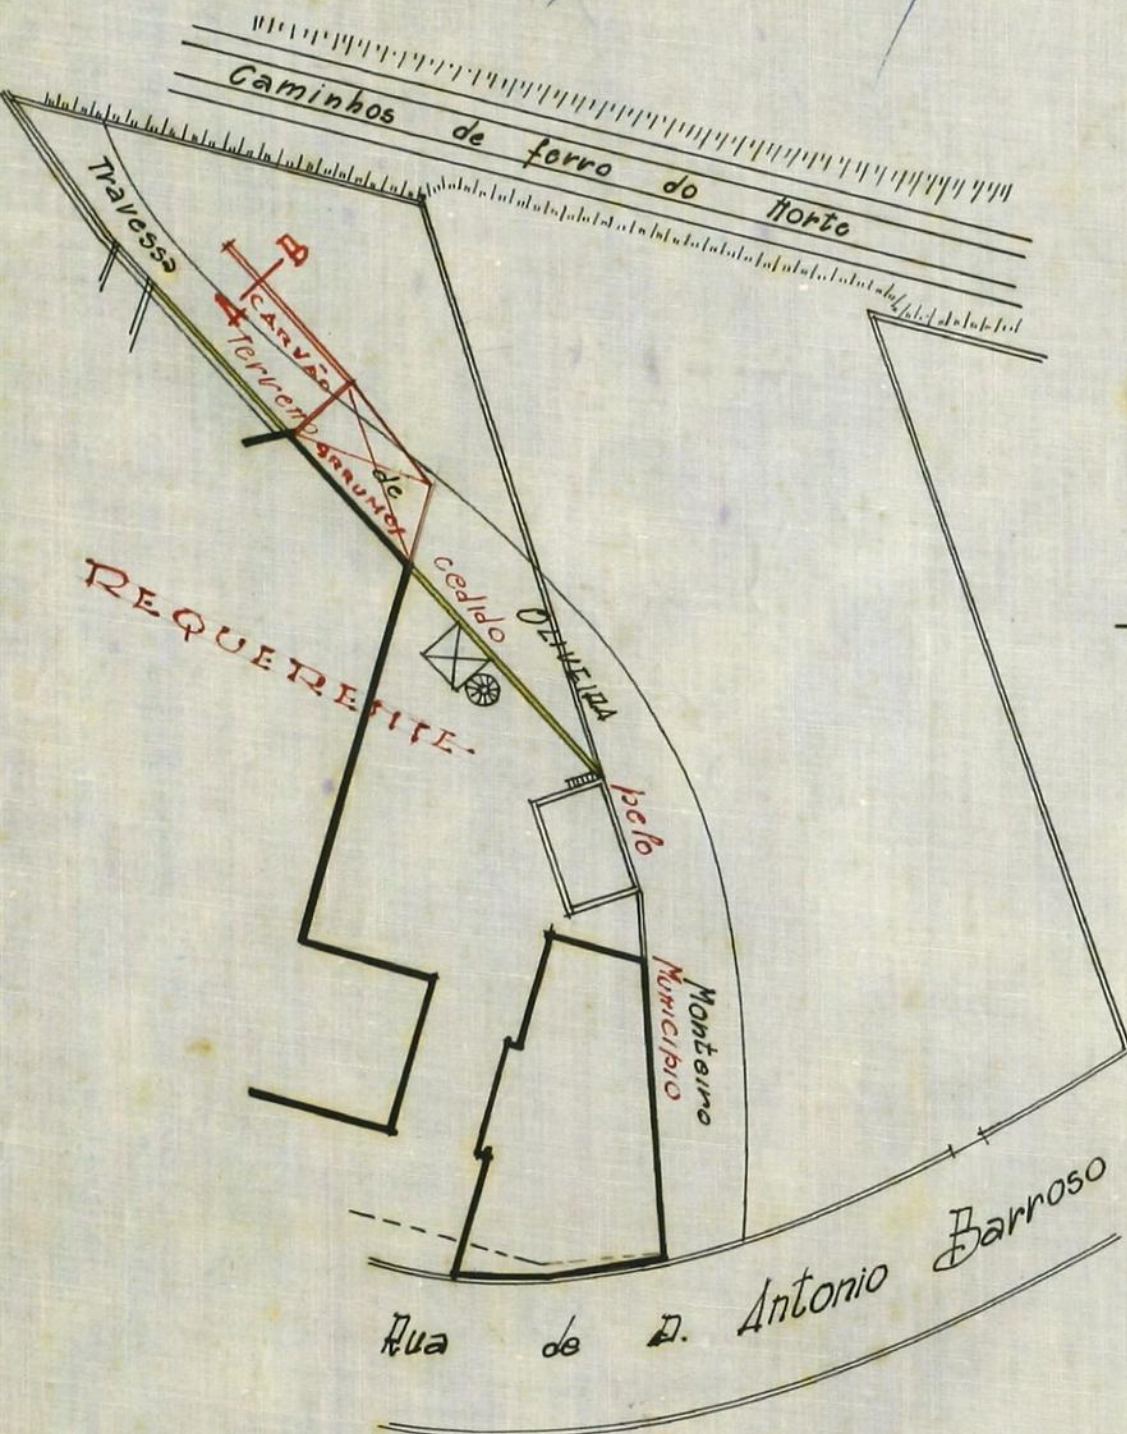 Caminhos de ferro do Norte
Travessa de OLIVEIRA Monteiro
B
A
CARVÃO
Terreno cedido pelo Municipio
ARRUMOS
REQUERENTE
Rua de D. Antonio Barroso